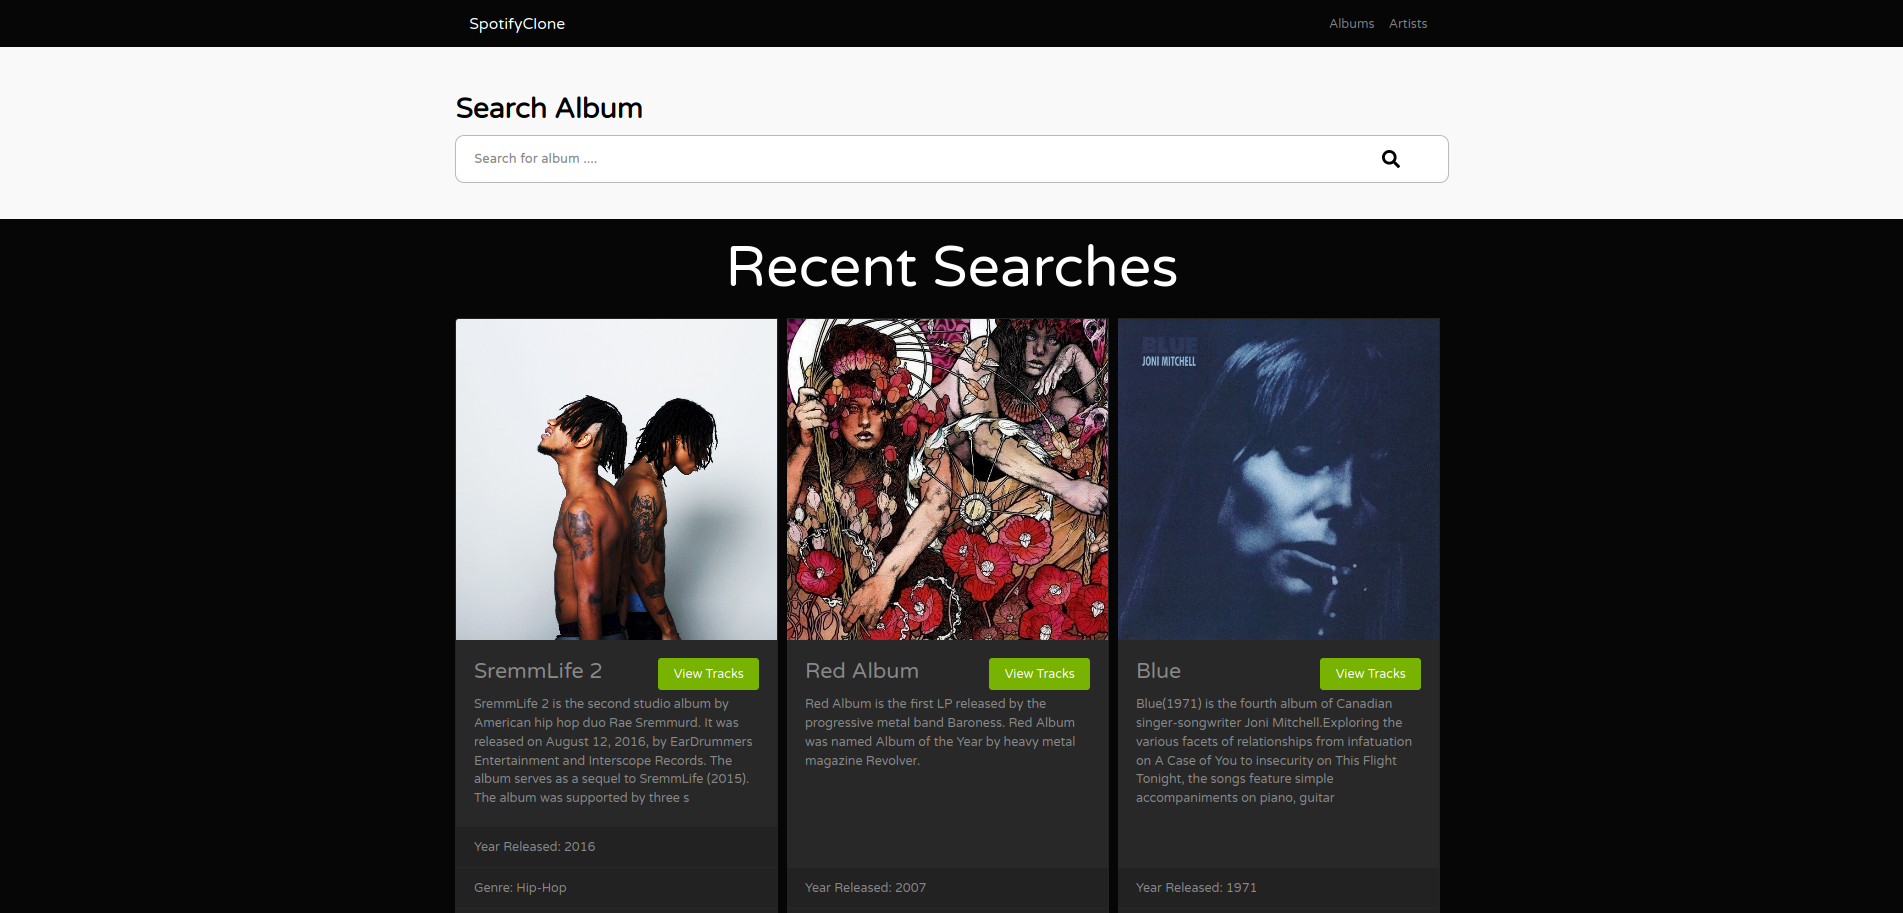 SpotifyClone
Albums Artists
Search Album
Search for album ....
Recent Searches
BLUE
JONI MITCHELL
SremmLife 2
View Tracks
SremmLife 2 is the second studio album by
American hip hop duo Rae Sremmurd. It was
released on August 12, 2016, by EarDrummers
Entertainment and Interscope Records. The
album serves as a sequel to SremmLife (2015).
The album was supported by three s
Year Released: 2016
Genre: Hip-Hop
Red Album
View Tracks
Red Album is the first LP released by the
progressive metal band Baroness. Red Album
was named Album of the Year by heavy metal
magazine Revolver.
Year Released: 2007
Blue
View Tracks
Blue(1971) is the fourth album of Canadian
singer-songwriter Joni Mitchell.Exploring the
various facets of relationships from infatuation
on A Case of You to insecurity on This Flight
Tonight, the songs feature simple
accompaniments on piano, guitar
Year Released: 1971